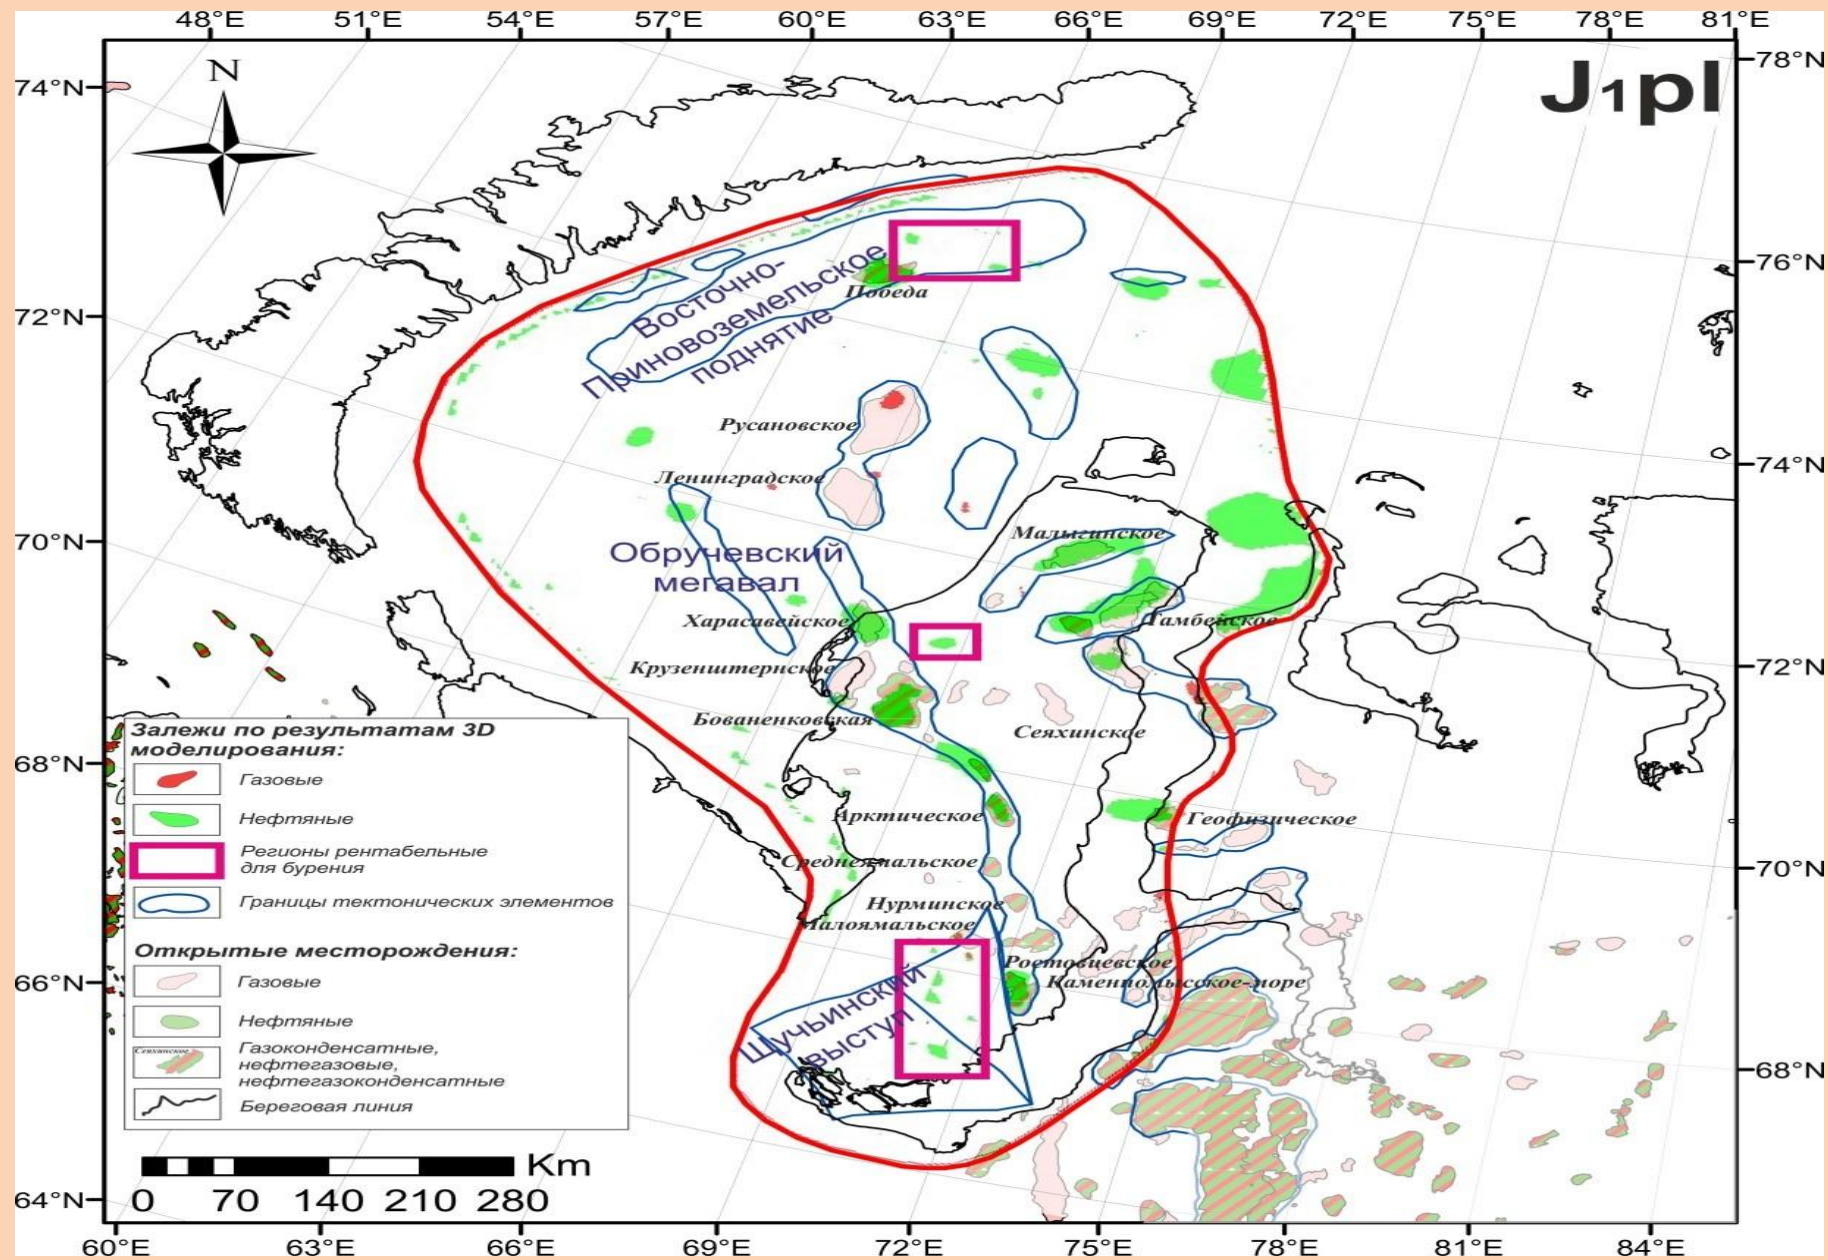 48°E 51°E 54°E 57°E 60°E 63°E 66°E 69°E 72°E 75°E 78°E 81°E
74°N
72°N
70°N
68°N
66°N
64°N
78°N
76°N
74°N
72°N
70°N
68°N
N
J₁pl
Восточно-
Приновоземельское
поднятие
Победа
Русановское
Ленинградское
Малыгинское
Обручевский
мегавал
Харасавейское
Тамбейское
Крузенштернское
Бованенковская
Сеяхинское
Арктическое
Геофизическое
Среднеямальское
Нурминское
Малоямальское
Ростовцевское
Каменномысское-море
Щучьинский
выступ
Залежи по результатам 3D
моделирования:
Газовые
Нефтяные
Регионы рентабельные
для бурения
Границы тектонических элементов
Открытые месторождения:
Газовые
Нефтяные
Сеяхинское
Газоконденсатные,
нефтегазовые,
нефтегазоконденсатные
Береговая линия
Km
0 70 140 210 280
60°E 63°E 66°E 69°E 72°E 75°E 78°E 81°E 84°E